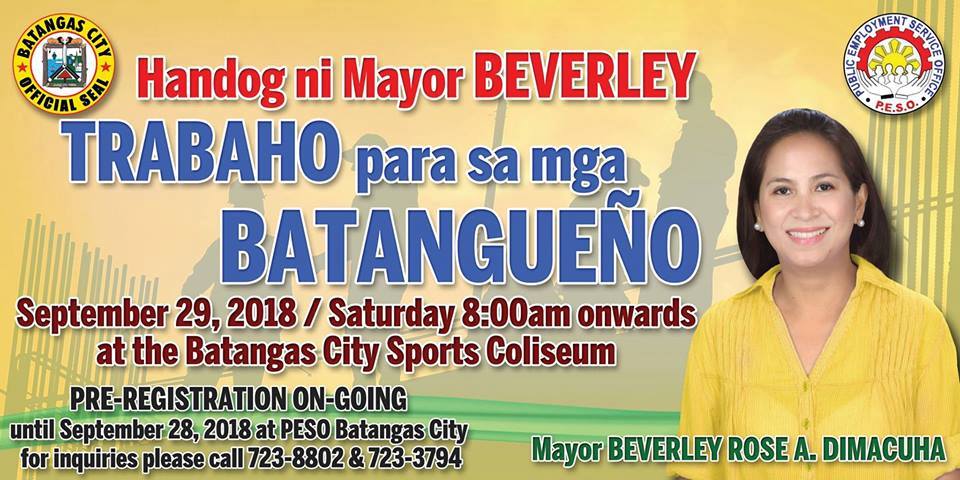 BATANGAS CITY
OFFICIAL SEAL
Handog ni Mayor BEVERLEY
PUBLIC EMPLOYMENT SERVICE OFFICE
P.E.S.O.
TRABAHO para sa mga
BATANGUEÑO
September 29, 2018 / Saturday 8:00am onwards
at the Batangas City Sports Coliseum
PRE-REGISTRATION ON-GOING
until September 28, 2018 at PESO Batangas City
for inquiries please call 723-8802 & 723-3794
Mayor BEVERLEY ROSE A. DIMACUHA